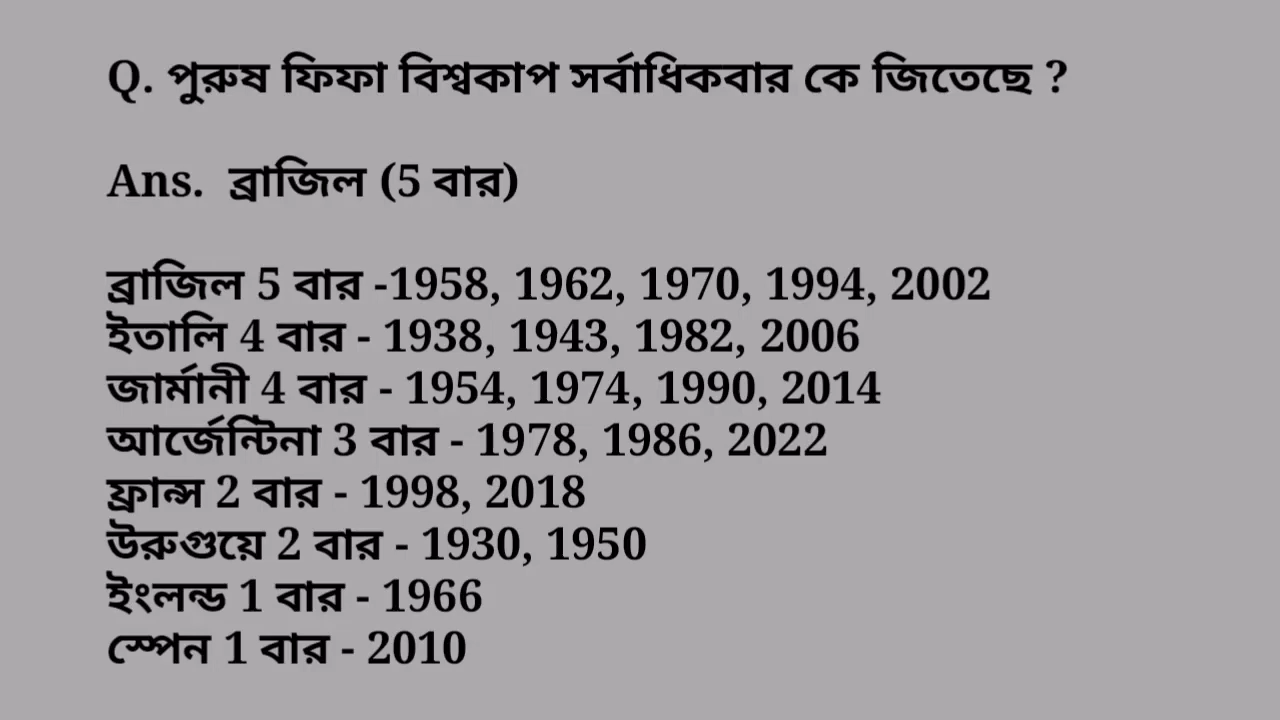 Q. পুরুষ ফিফা বিশ্বকাপ সর্বাধিকবার কে জিতেছে ?
Ans. ব্রাজিল (5 বার)
ব্রাজিল 5 বার -1958, 1962, 1970, 1994, 2002
ইতালি 4 বার - 1938, 1943, 1982, 2006
জার্মানী 4 বার - 1954, 1974, 1990, 2014
আর্জেন্টিনা 3 বার - 1978, 1986, 2022
ফ্রান্স 2 বার - 1998, 2018
উরুগুয়ে 2 বার - 1930, 1950
ইংলন্ড 1 বার - 1966
স্পেন 1 বার - 2010